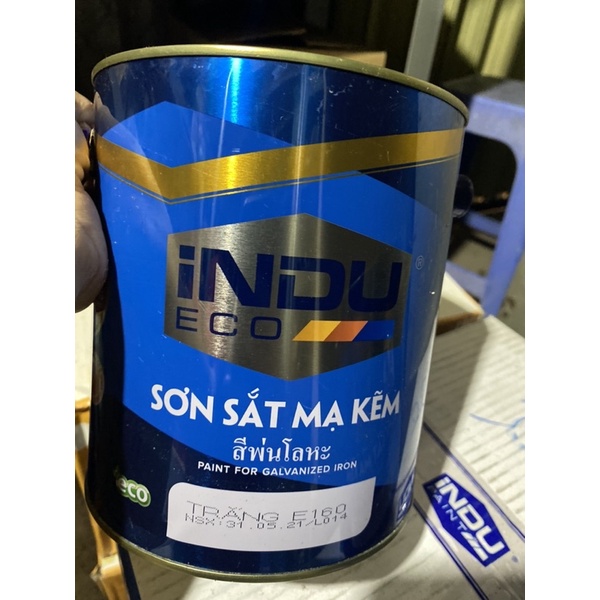 iNDU
ECO
®
SƠN SẮT MẠ KẼM
สีพ่นโลหะ
PAINT FOR GALVANIZED IRON
eco
TRẮNG E160
NSX: 31.05.21/L014
iNDU
PAINT